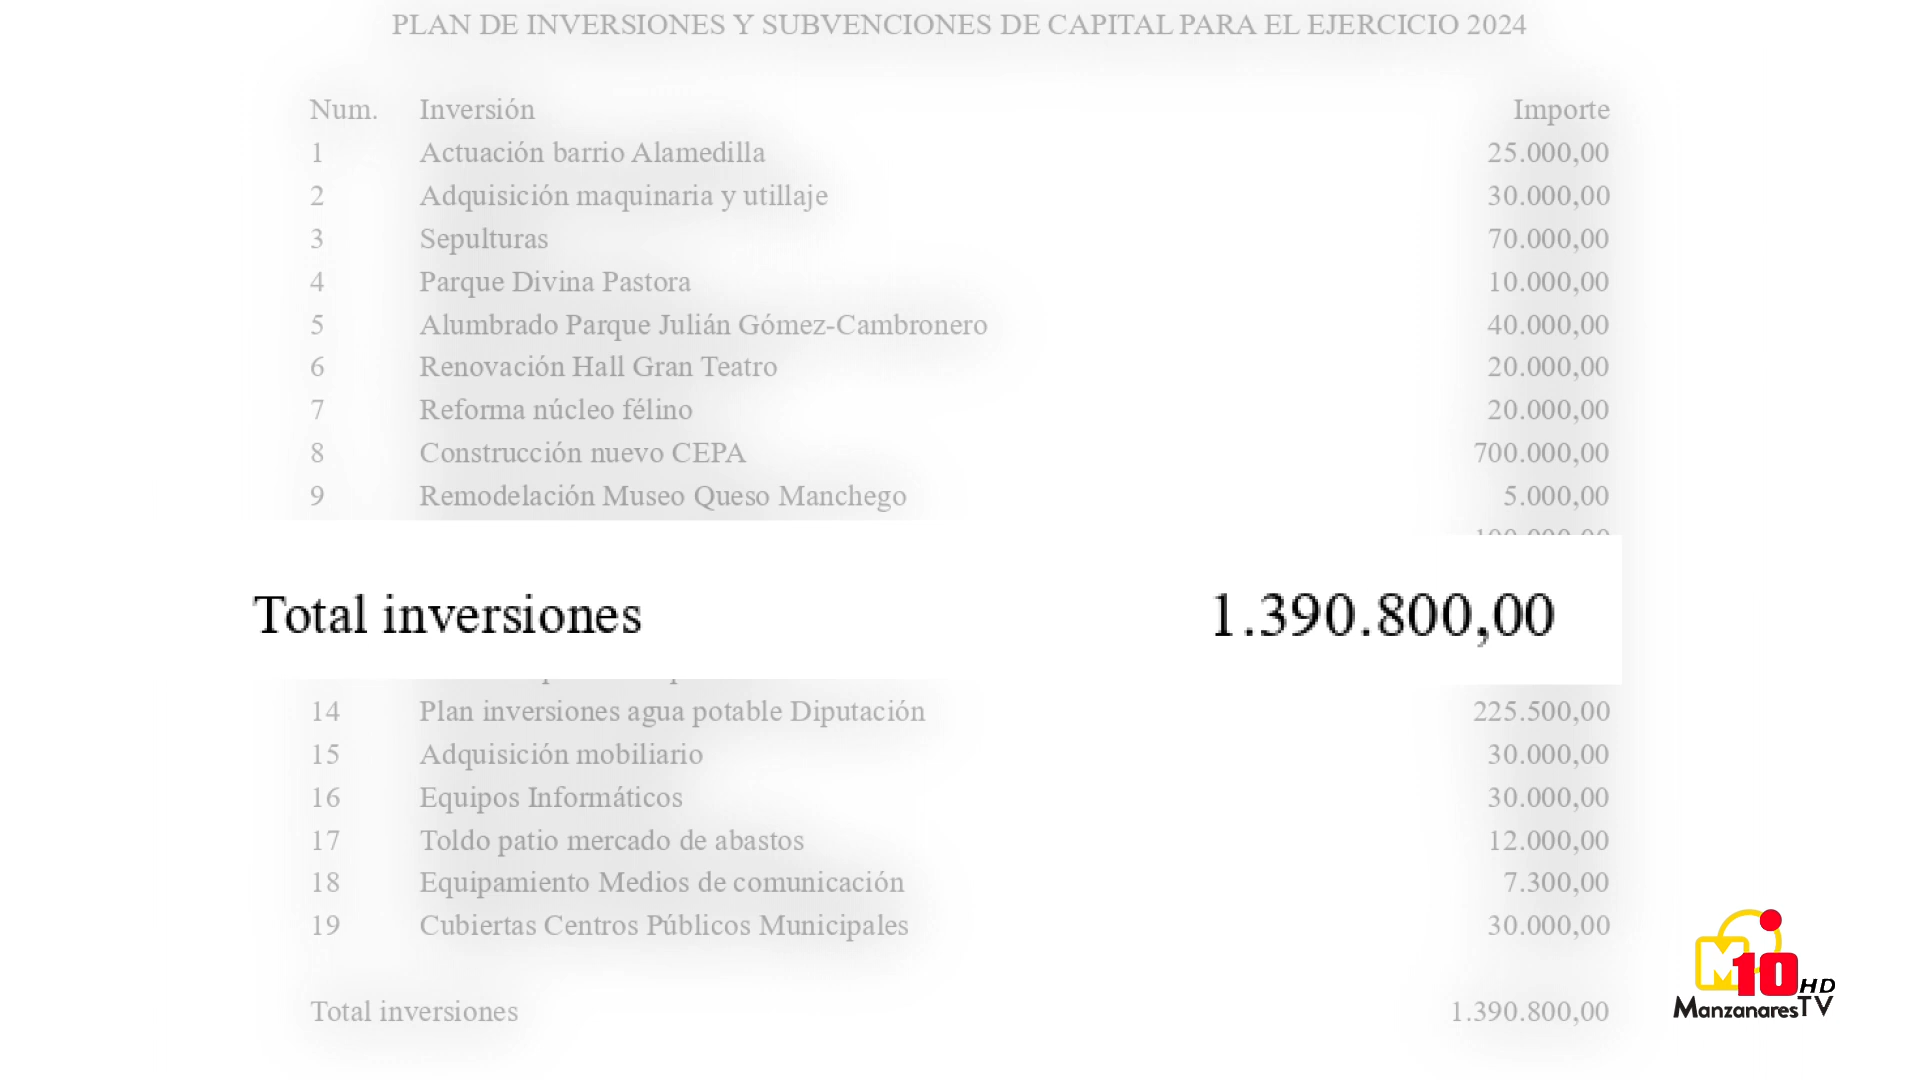 PLAN DE INVERSIONES Y SUBVENCIONES DE CAPITAL PARA EL EJERCICIO 2024
Num. Inversión Importe
1 Actuación barrio Alamedilla 25.000,00
2 Adquisición maquinaria y utillaje 30.000,00
3 Sepulturas 70.000,00
4 Parque Divina Pastora 10.000,00
5 Alumbrado Parque Julián Gómez-Cambronero 40.000,00
6 Renovación Hall Gran Teatro 20.000,00
7 Reforma núcleo félino 20.000,00
8 Construcción nuevo CEPA 700.000,00
9 Remodelación Museo Queso Manchego 5.000,00
Total inversiones 1.390.800,00
14 Plan inversiones agua potable Diputación 225.500,00
15 Adquisición mobiliario 30.000,00
16 Equipos Informáticos 30.000,00
17 Toldo patio mercado de abastos 12.000,00
18 Equipamiento Medios de comunicación 7.300,00
19 Cubiertas Centros Públicos Municipales 30.000,00
Total inversiones 1.390.800,00
M10 HD
Manzanares TV